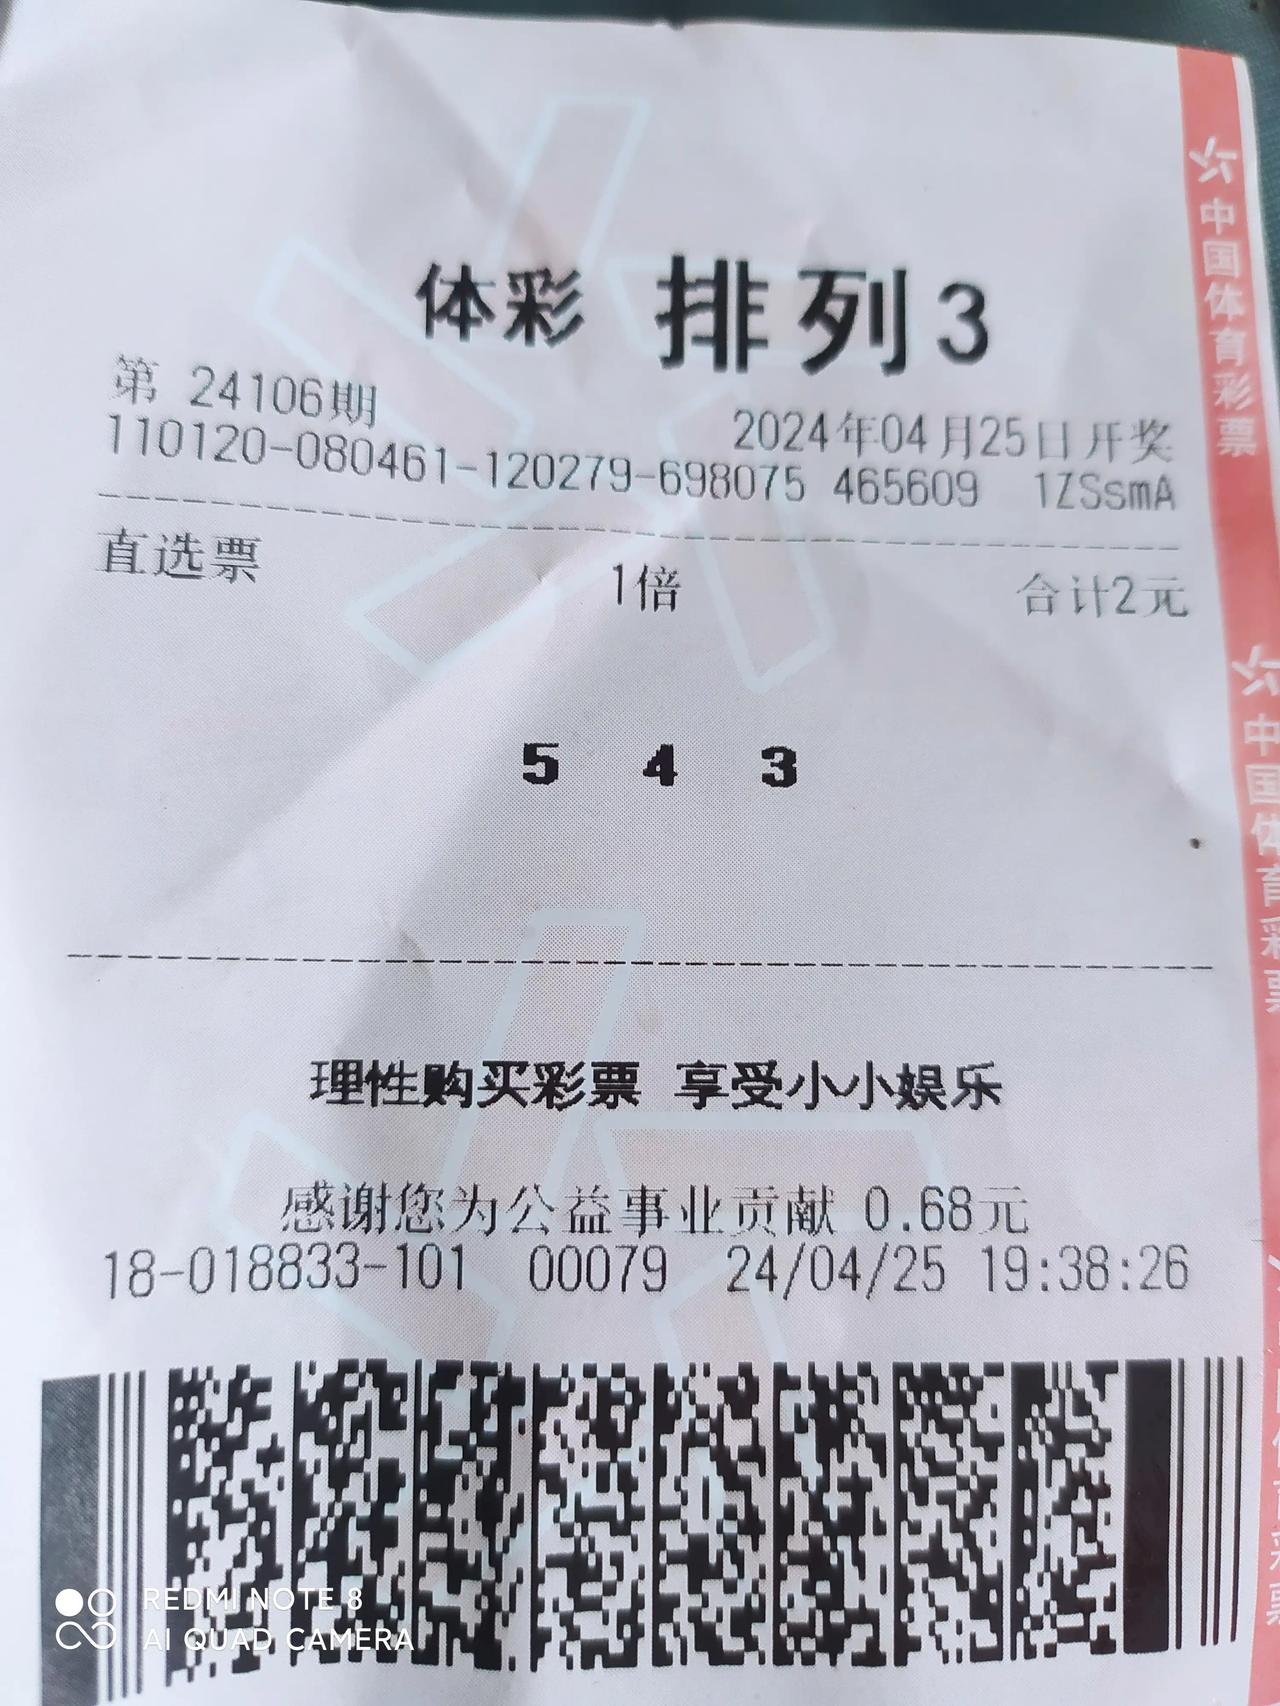 体彩 排列3
第 24106期
2024年04月25日开奖
110120-080461-120279-698075 465609 1ZSsmA
直选票 1倍 合计2元
5 4 3
理性购买彩票 享受小小娱乐
感谢您为公益事业贡献 0.68元
18-018833-101 00079 24/04/25 19:38:26
中国体育彩票
中国体育彩票
REDMI NOTE 8
AI QUAD CAMERA